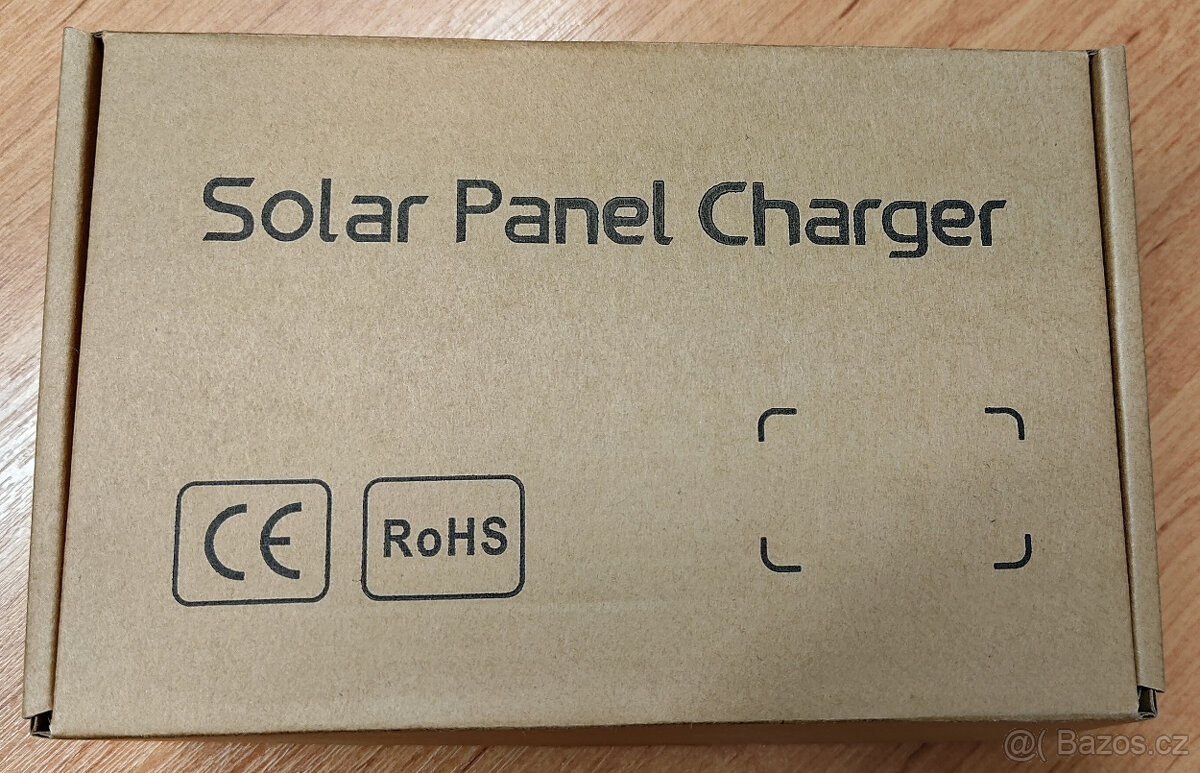 Solar Panel Charger
CE
RoHS
@( Bazos.cz